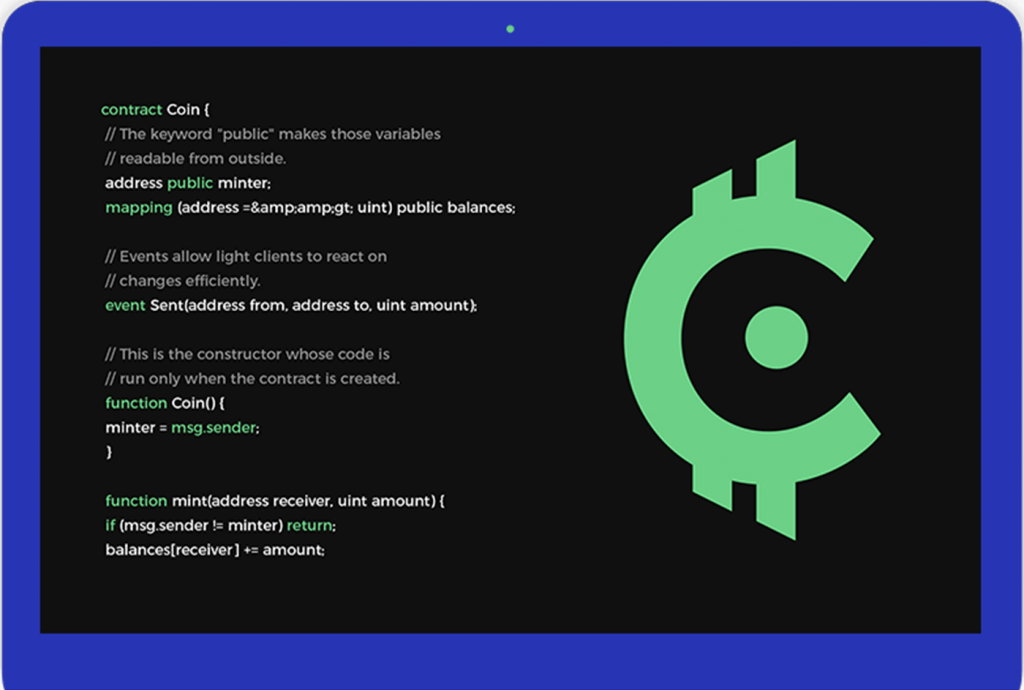 contract Coin {
// The keyword "public" makes those variables
// readable from outside.
address public minter;
mapping (address =&amp;amp;gt; uint) public balances;
// Events allow light clients to react on
// changes efficiently.
event Sent(address from, address to, uint amount);
// This is the constructor whose code is
// run only when the contract is created.
function Coin() {
minter = msg.sender;
}
function mint(address receiver, uint amount) {
if (msg.sender != minter) return;
balances[receiver] += amount;